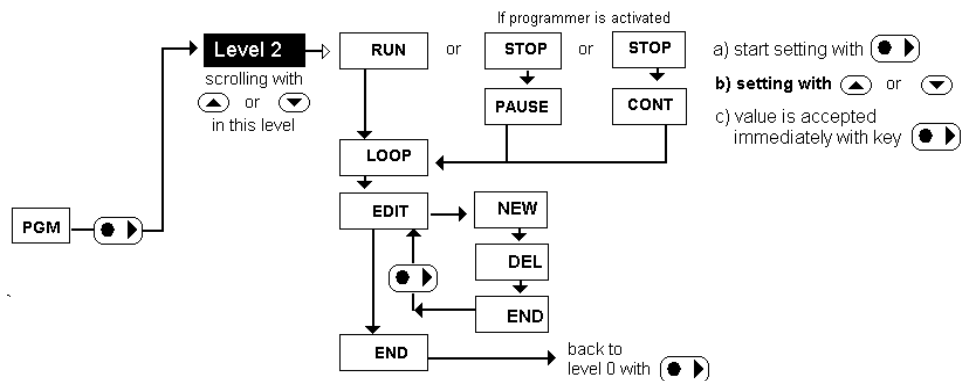 If programmer is activated
Level 2
RUN
or
STOP
or
STOP
a) start setting with
scrolling with
or
in this level
PAUSE
CONT
b) setting with
or
c) value is accepted
immediately with key
LOOP
PGM
EDIT
NEW
DEL
END
END
back to
level 0 with